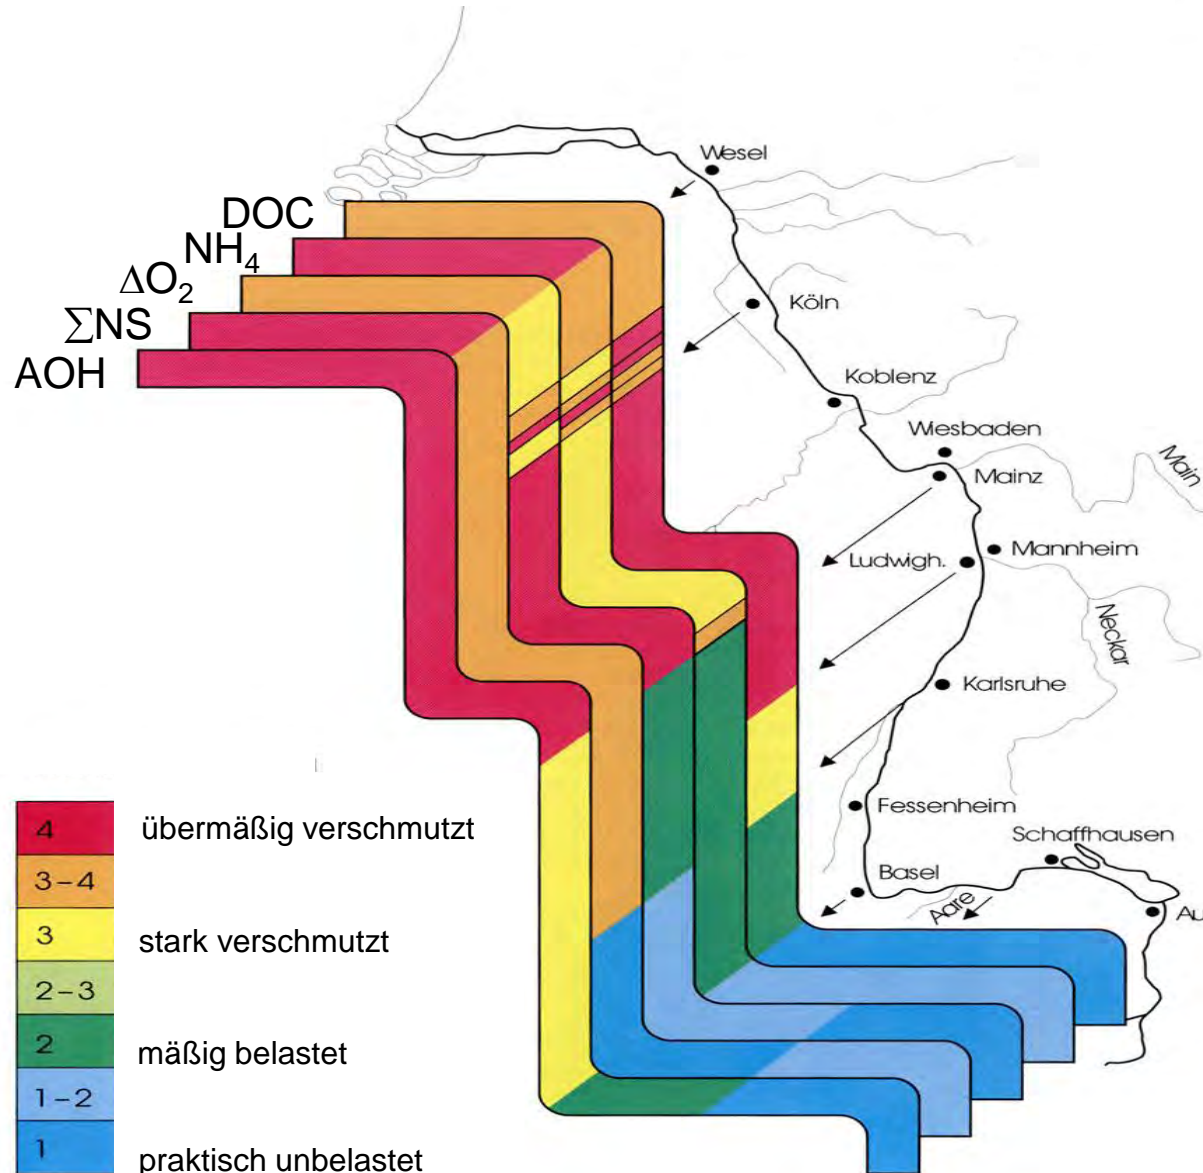 Wesel
DOC
NH4
ΔO2
Köln
ΣNS
AOH
Koblenz
Wiesbaden
Main
Mainz
Mannheim
Ludwigh.
Neckar
Karlsruhe
Fessenheim
4 übermäßig verschmutzt
Schaffhausen
3–4
Basel
Aare
Au
3 stark verschmutzt
2–3
2 mäßig belastet
1–2
1 praktisch unbelastet